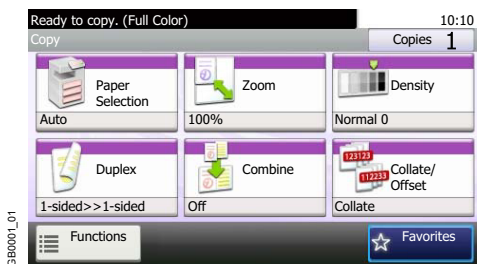 Ready to copy. (Full Color) 10:10
Copy Copies 1
Paper Selection
Zoom
Density
Auto 100% Normal 0
Duplex
Combine
123123
112233
Collate/
Offset
1-sided>>1-sided Off Collate
Functions Favorites
GB0001_01